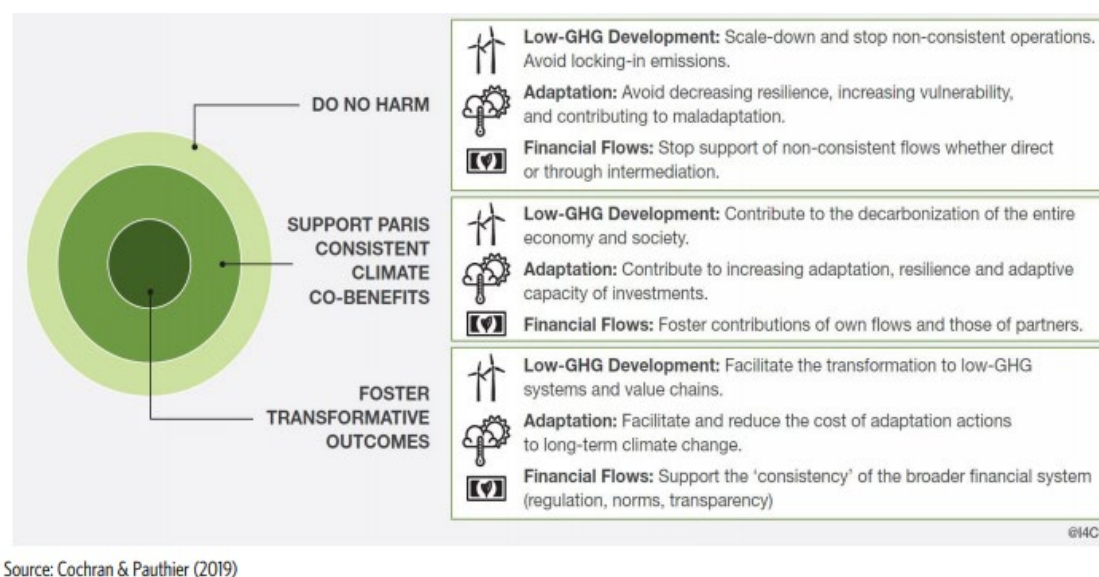 DO NO HARM
Low-GHG Development: Scale-down and stop non-consistent operations.
Avoid locking-in emissions.
Adaptation: Avoid decreasing resilience, increasing vulnerability,
and contributing to maladaptation.
Financial Flows: Stop support of non-consistent flows whether direct
or through intermediation.
SUPPORT PARIS
CONSISTENT
CLIMATE
CO-BENEFITS
Low-GHG Development: Contribute to the decarbonization of the entire
economy and society.
Adaptation: Contribute to increasing adaptation, resilience and adaptive
capacity of investments.
Financial Flows: Foster contributions of own flows and those of partners.
FOSTER
TRANSFORMATIVE
OUTCOMES
Low-GHG Development: Facilitate the transformation to low-GHG
systems and value chains.
Adaptation: Facilitate and reduce the cost of adaptation actions
to long-term climate change.
Financial Flows: Support the ‘consistency’ of the broader financial system
(regulation, norms, transparency)
@I4C
Source: Cochran & Pauthier (2019)